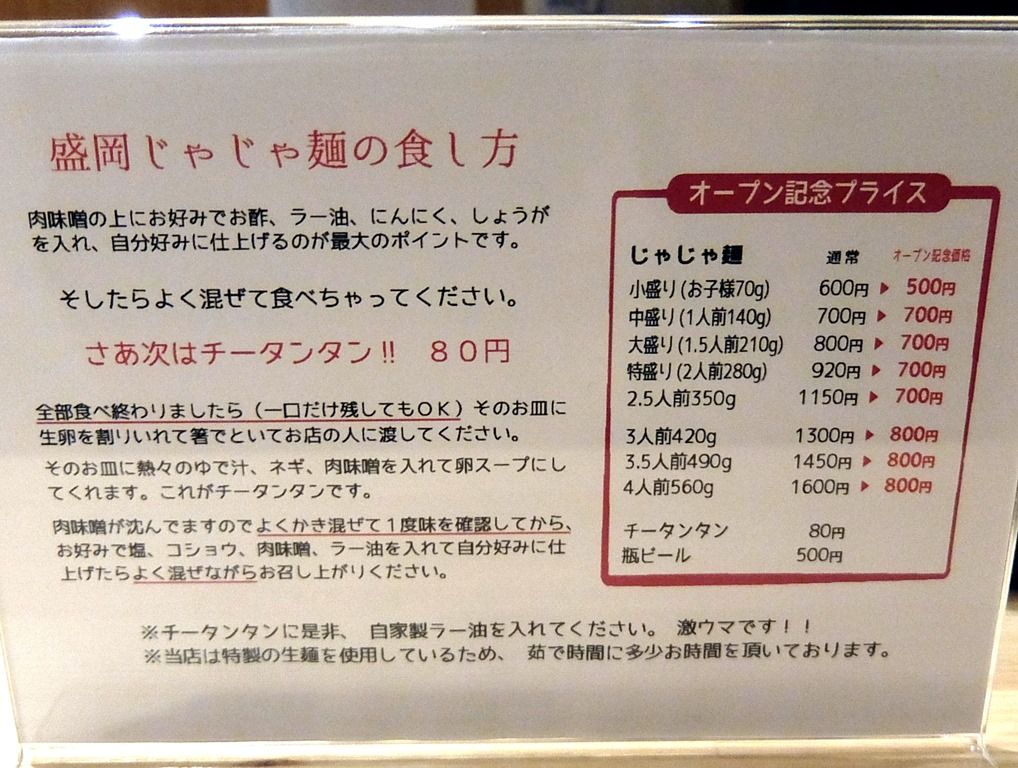 盛岡じゃじゃ麺の食し方
肉味噌の上にお好みでお酢、ラー油、にんにく、しょうが
を入れ、自分好みに仕上げるのが最大のポイントです。
そしたらよく混ぜて食べちゃってください。
さあ次はチータンタン!! 80円
全部食べ終わりましたら(一口だけ残してもOK)そのお皿に
生卵を割りいれて箸でといてお店の人に渡してください。
そのお皿に熱々のゆで汁、ネギ、肉味噌を入れて卵スープにし
てくれます。これがチータンタンです。
肉味噌が沈んでますのでよくかき混ぜて1度味を確認してから、
お好みで塩、コショウ、肉味噌、ラー油を入れて自分好みに仕
上げたらよく混ぜながらお召し上がりください。
オープン記念プライス
じゃじゃ麺 通常 オープン記念価格
小盛り(お子様70g) 600円▶500円
中盛り(1人前140g) 700円▶700円
大盛り(1.5人前210g) 800円▶700円
特盛り(2人前280g) 920円▶700円
2.5人前350g 1150円▶700円
3人前420g 1300円▶800円
3.5人前490g 1450円▶800円
4人前560g 1600円▶800円
チータンタン 80円
瓶ビール 500円
※チータンタンに是非、 自家製ラー油を入れてください。 激ウマです!!
※当店は特製の生麺を使用しているため、 茹で時間に多少お時間を頂いております。